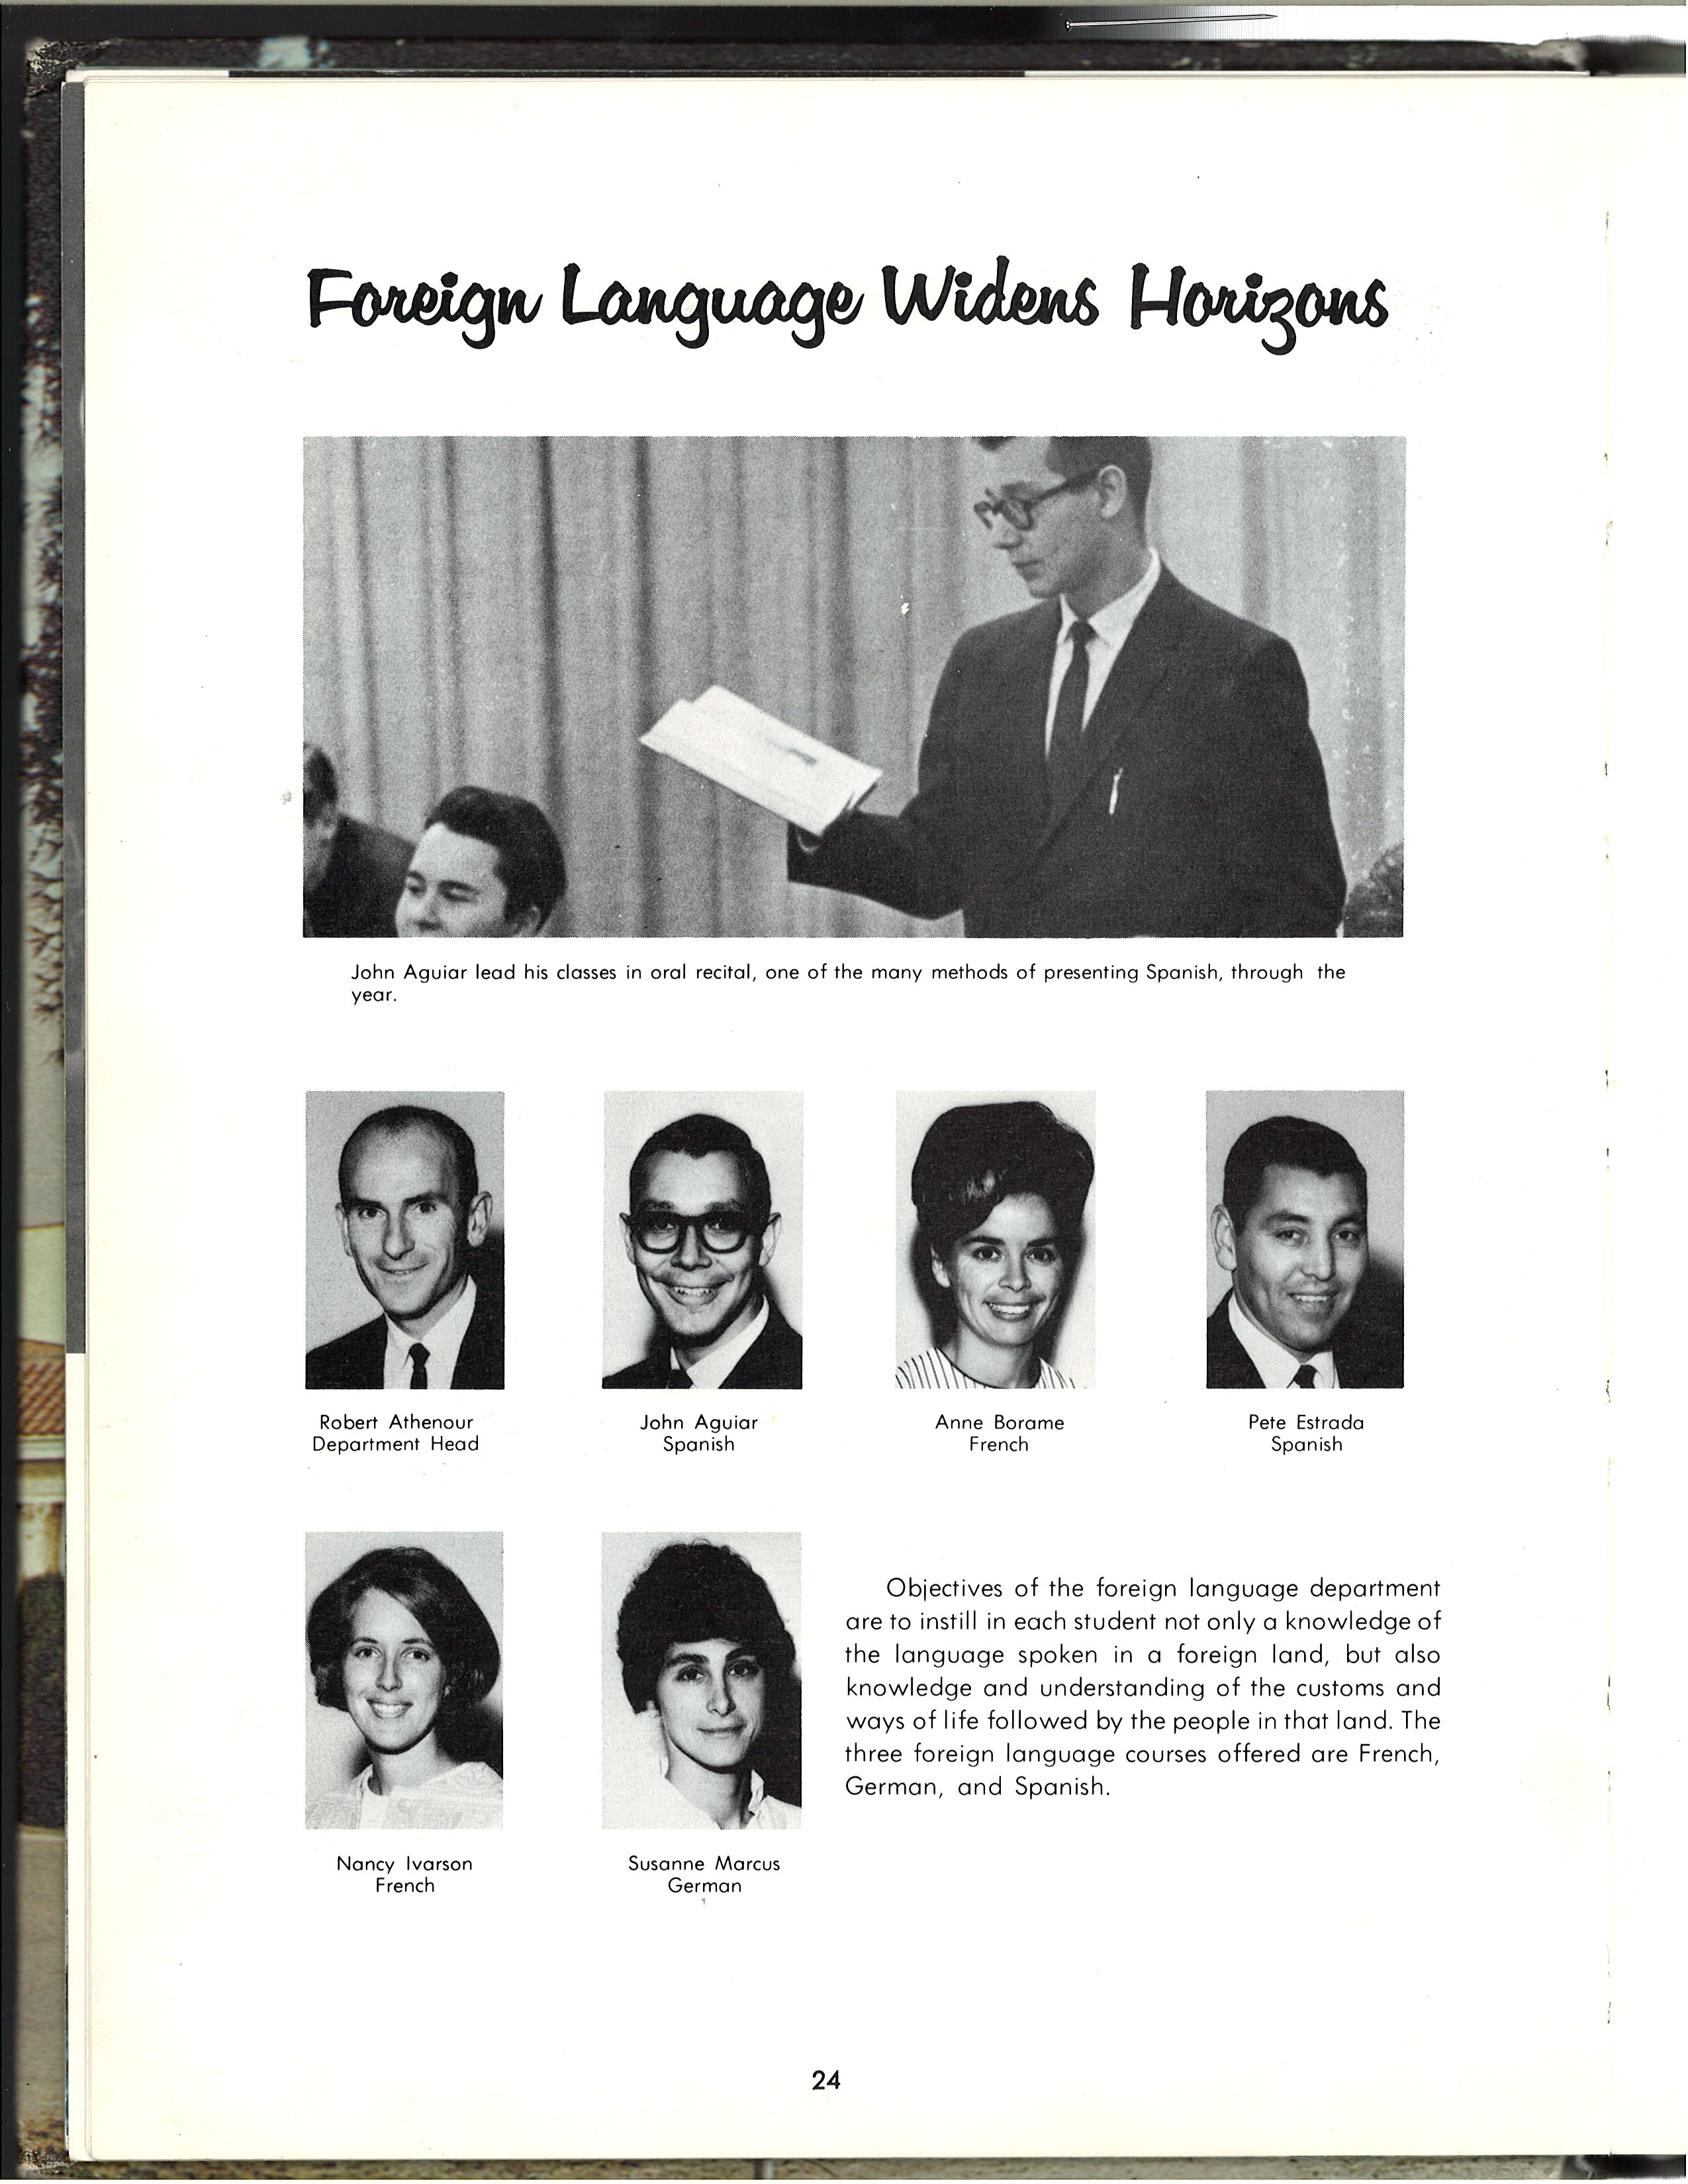 Foreign Language Widens Horizons
John Aguiar lead his classes in oral recital, one of the many methods of presenting Spanish, through the
year.
Robert Athenour
Department Head
John Aguiar
Spanish
Anne Borame
French
Pete Estrada
Spanish
Nancy Ivarson
French
Susanne Marcus
German
Objectives of the foreign language department
are to instill in each student not only a knowledge of
the language spoken in a foreign land, but also
knowledge and understanding of the customs and
ways of life followed by the people in that land. The
three foreign language courses offered are French,
German, and Spanish.
24